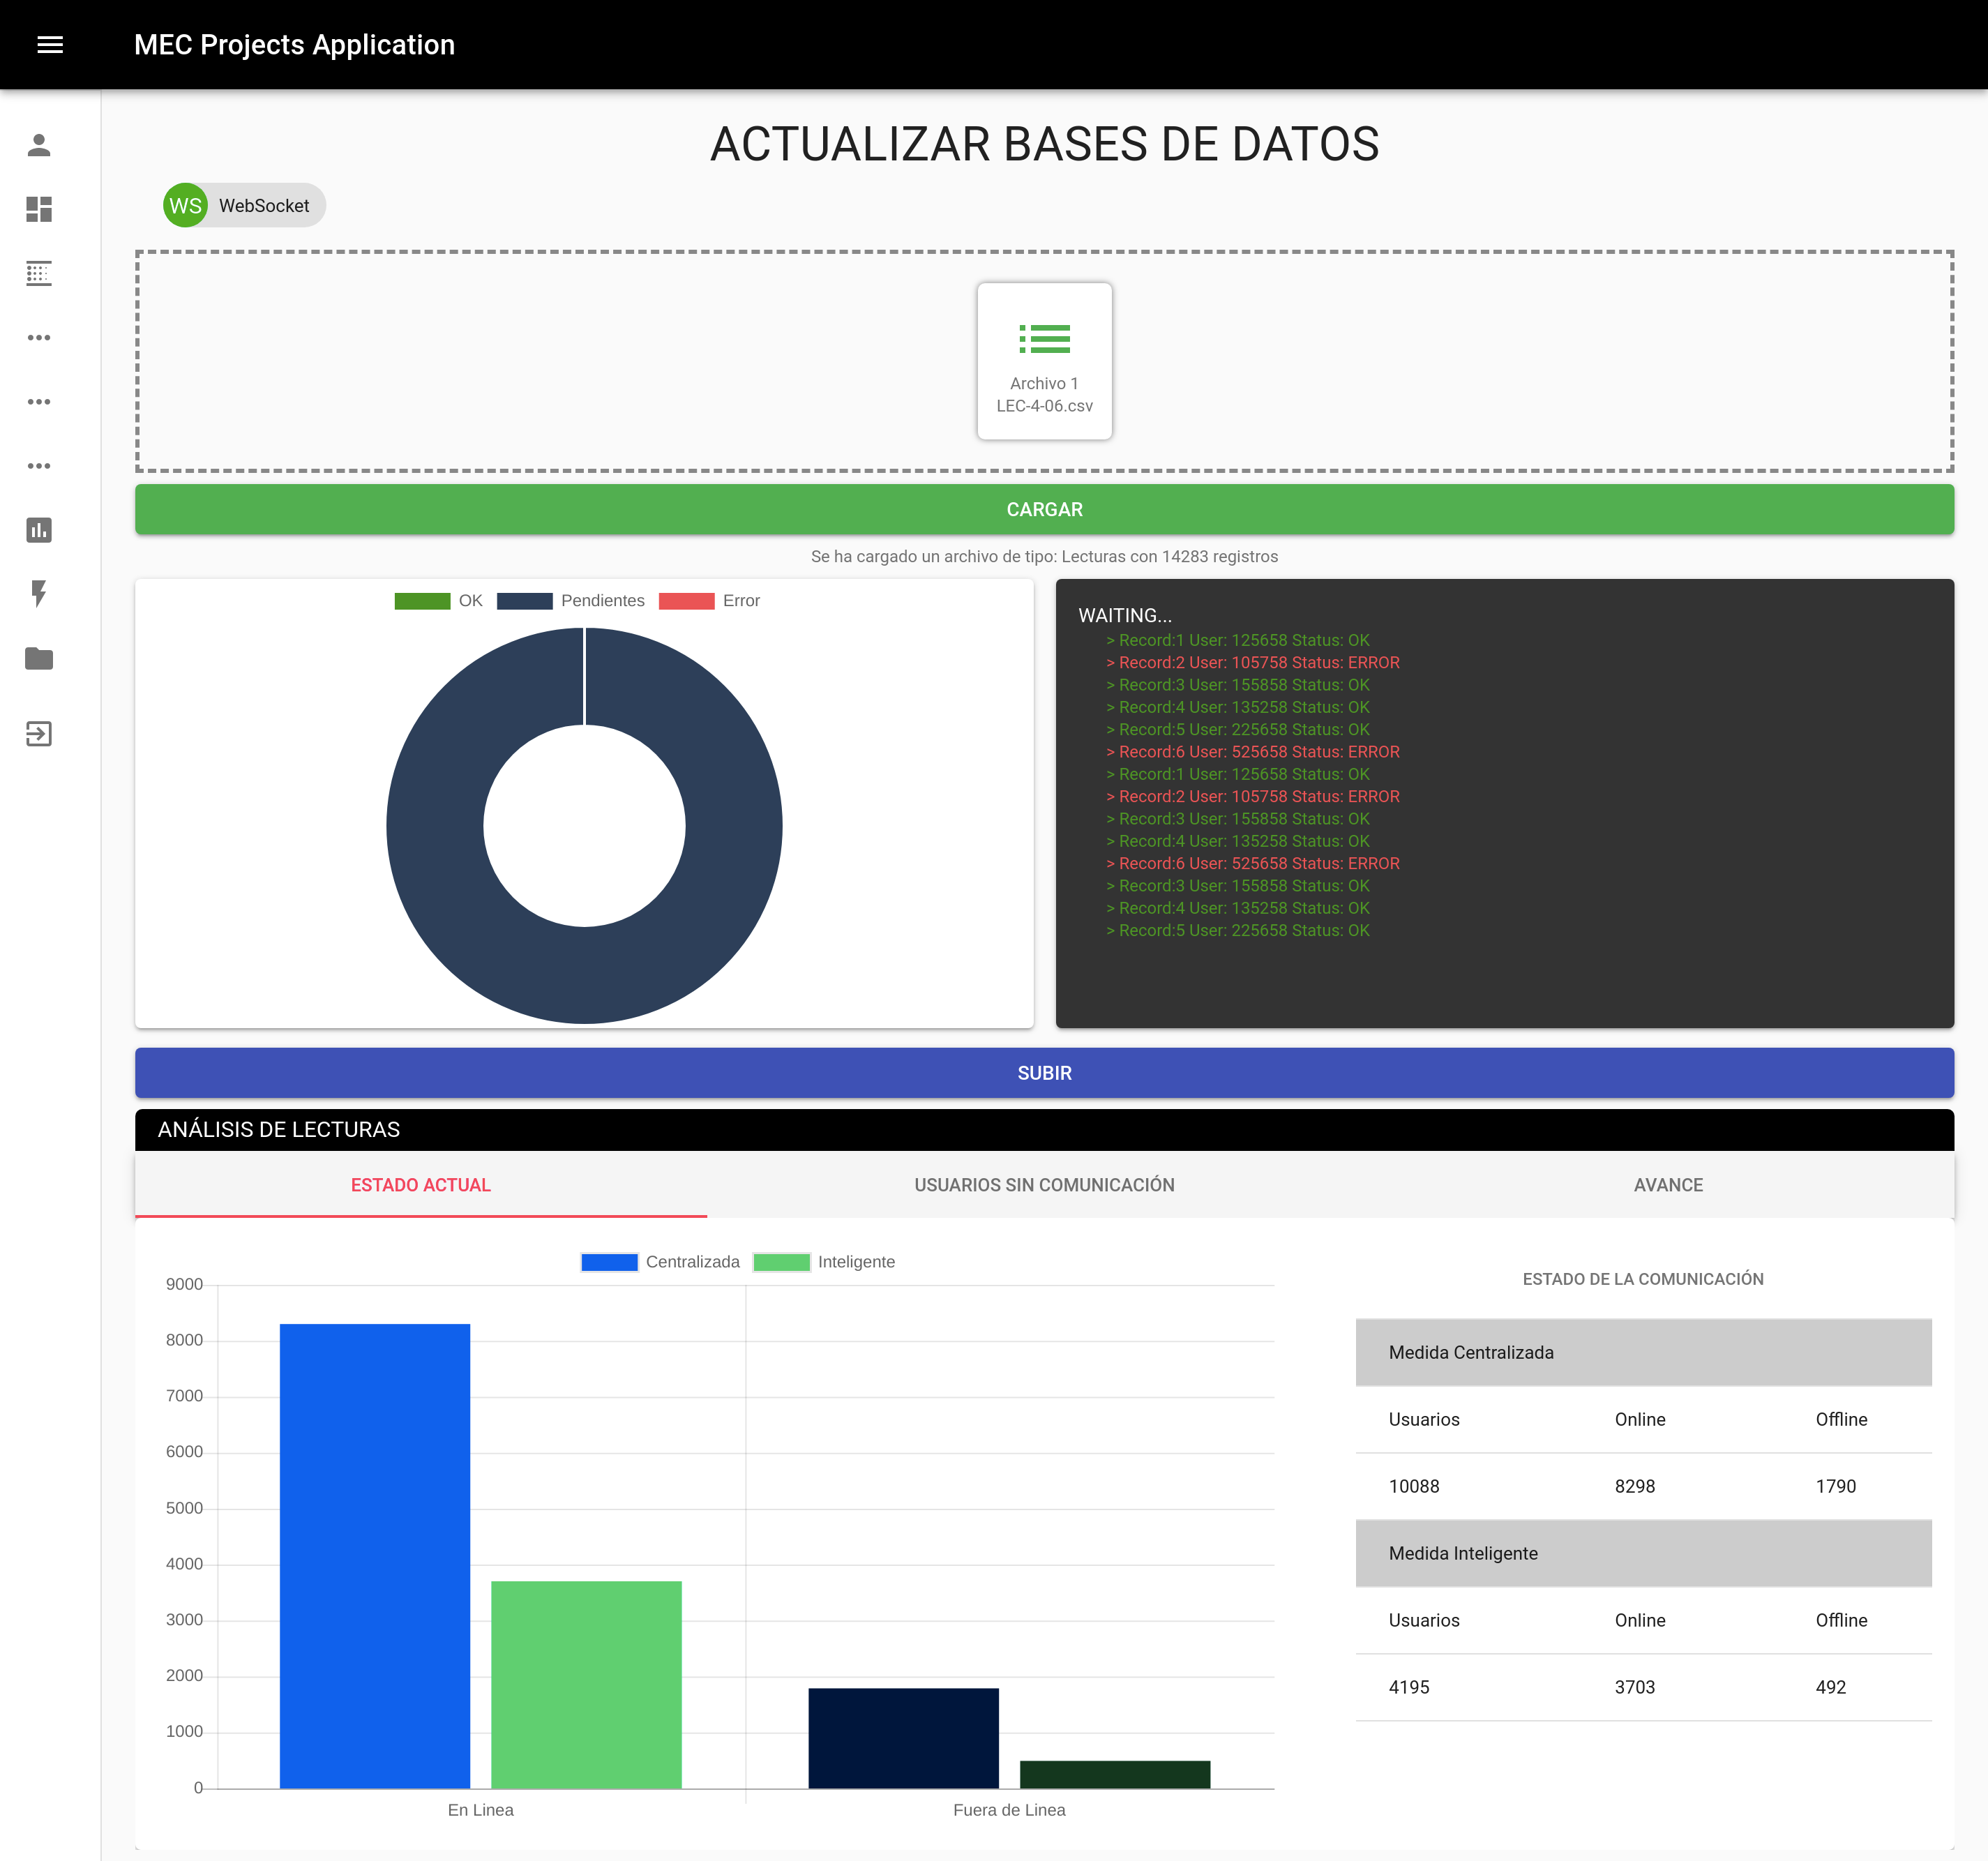 MEC Projects Application
ACTUALIZAR BASES DE DATOS
WS WebSocket
Archivo 1
LEC-4-06.csv
CARGAR
Se ha cargado un archivo de tipo: Lecturas con 14283 registros
OK Pendientes Error
WAITING...
> Record:1 User: 125658 Status: OK
> Record:2 User: 105758 Status: ERROR
> Record:3 User: 155858 Status: OK
> Record:4 User: 135258 Status: OK
> Record:5 User: 225658 Status: OK
> Record:6 User: 525658 Status: ERROR
> Record:1 User: 125658 Status: OK
> Record:2 User: 105758 Status: ERROR
> Record:3 User: 155858 Status: OK
> Record:4 User: 135258 Status: OK
> Record:6 User: 525658 Status: ERROR
> Record:3 User: 155858 Status: OK
> Record:4 User: 135258 Status: OK
> Record:5 User: 225658 Status: OK
SUBIR
ANÁLISIS DE LECTURAS
ESTADO ACTUAL USUARIOS SIN COMUNICACIÓN AVANCE
Centralizada Inteligente
9000
8000
7000
6000
5000
4000
3000
2000
1000
0
En Linea Fuera de Linea
ESTADO DE LA COMUNICACIÓN
Medida Centralizada
Usuarios Online Offline
10088 8298 1790
Medida Inteligente
Usuarios Online Offline
4195 3703 492